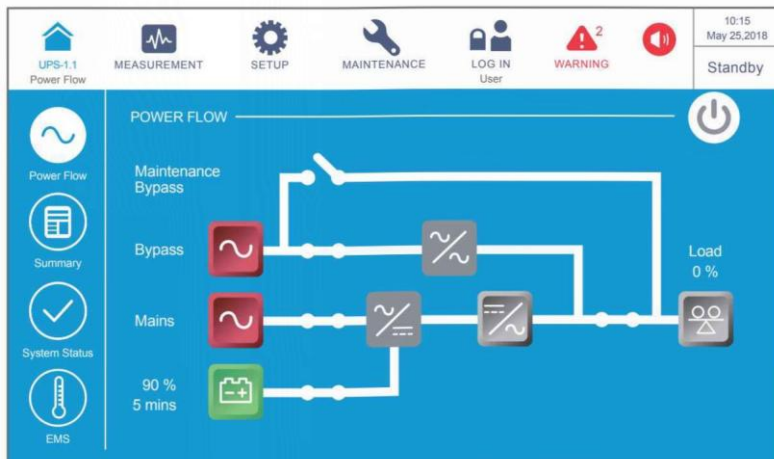 UPS-1.1
Power Flow
MEASUREMENT
SETUP
MAINTENANCE
LOG IN
User
2
WARNING
10:15
May 25,2018
Standby
POWER FLOW
Power Flow
Summary
System Status
EMS
Maintenance
Bypass
Bypass
Mains
90 %
5 mins
Load
0 %